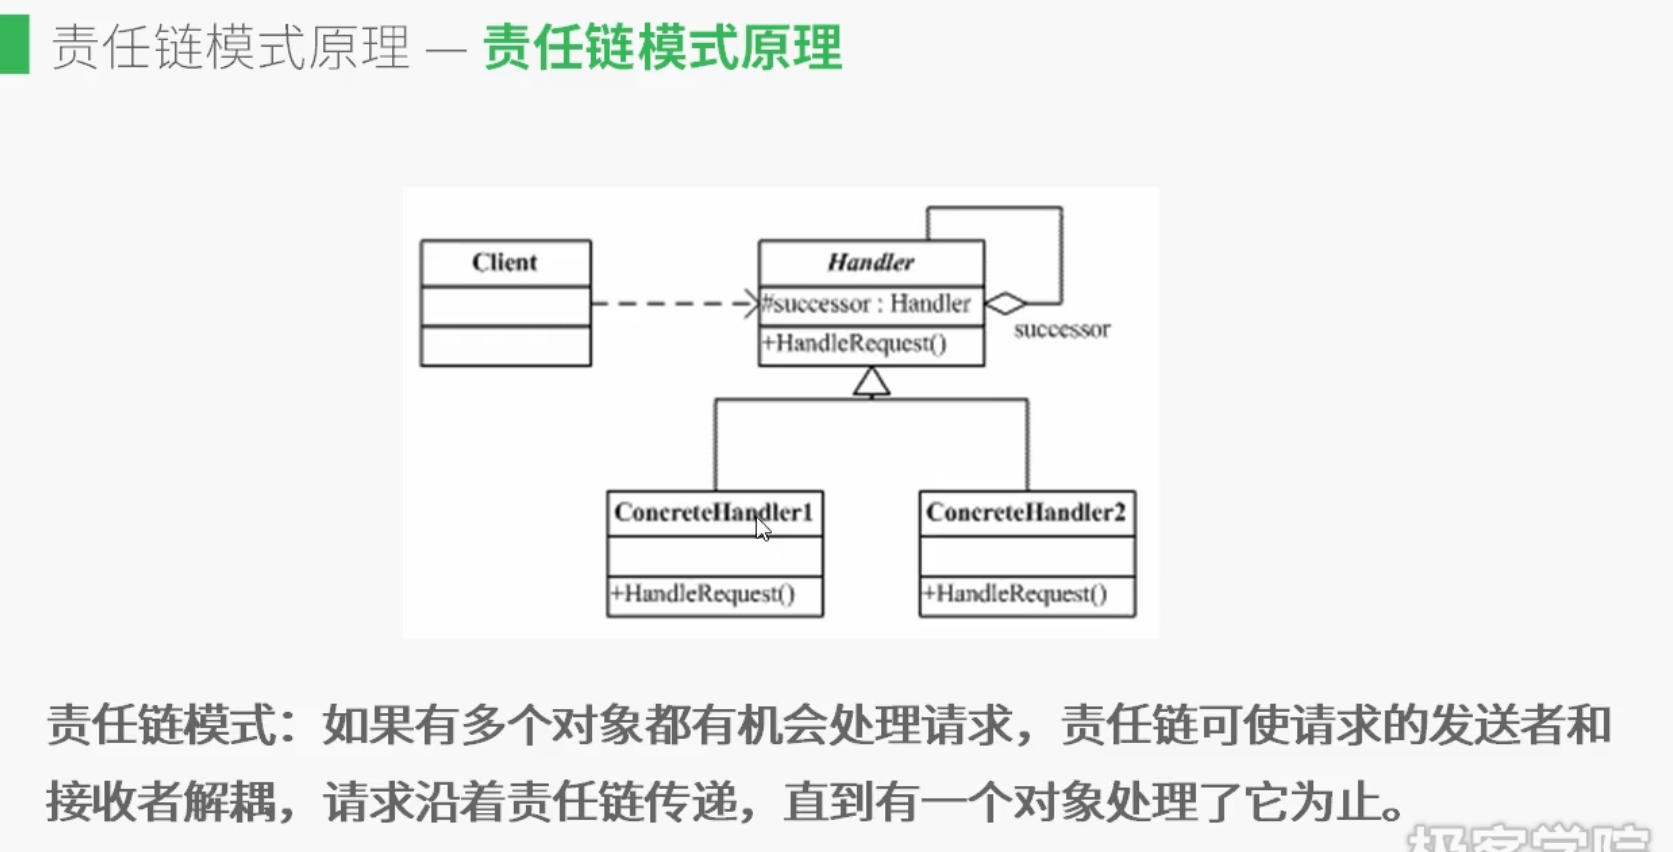 责任链模式原理 — 责任链模式原理
Client
Handler
#successor : Handler
successor
+HandleRequest()
ConcreteHandler1
ConcreteHandler2
+HandleRequest()
+HandleRequest()
责任链模式：如果有多个对象都有机会处理请求，责任链可使请求的发送者和
接收者解耦，请求沿着责任链传递，直到有一个对象处理了它为止。
极客学院